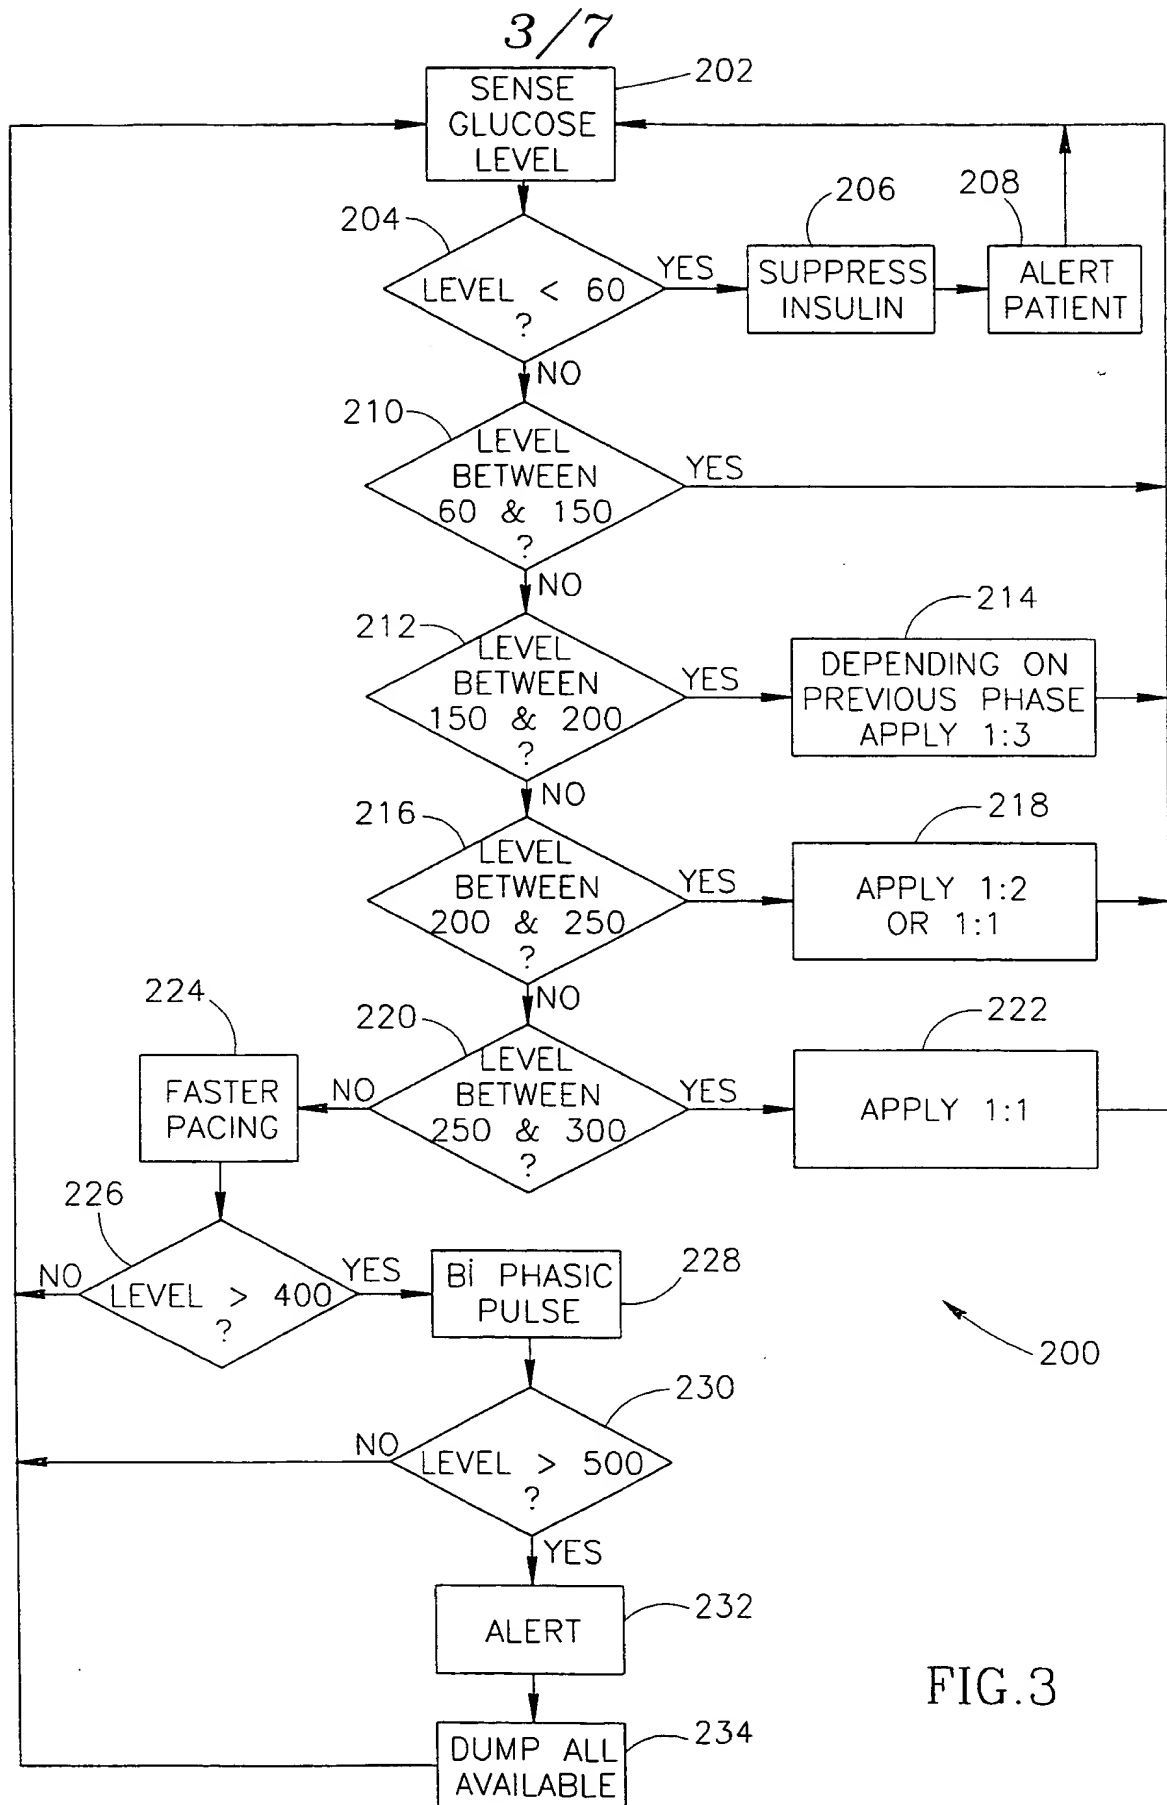 3/7
SENSE
GLUCOSE
LEVEL
202
204
LEVEL < 60
?
YES
NO
206
SUPPRESS
INSULIN
208
ALERT
PATIENT
210
LEVEL
BETWEEN
60 & 150
?
YES
NO
212
LEVEL
BETWEEN
150 & 200
?
YES
NO
214
DEPENDING ON
PREVIOUS PHASE
APPLY 1:3
216
LEVEL
BETWEEN
200 & 250
?
YES
NO
218
APPLY 1:2
OR 1:1
220
LEVEL
BETWEEN
250 & 300
?
YES
NO
222
APPLY 1:1
224
FASTER
PACING
226
LEVEL > 400
?
NO
YES
228
Bi PHASIC
PULSE
200
230
LEVEL > 500
?
NO
YES
232
ALERT
234
DUMP ALL
AVAILABLE
FIG.3